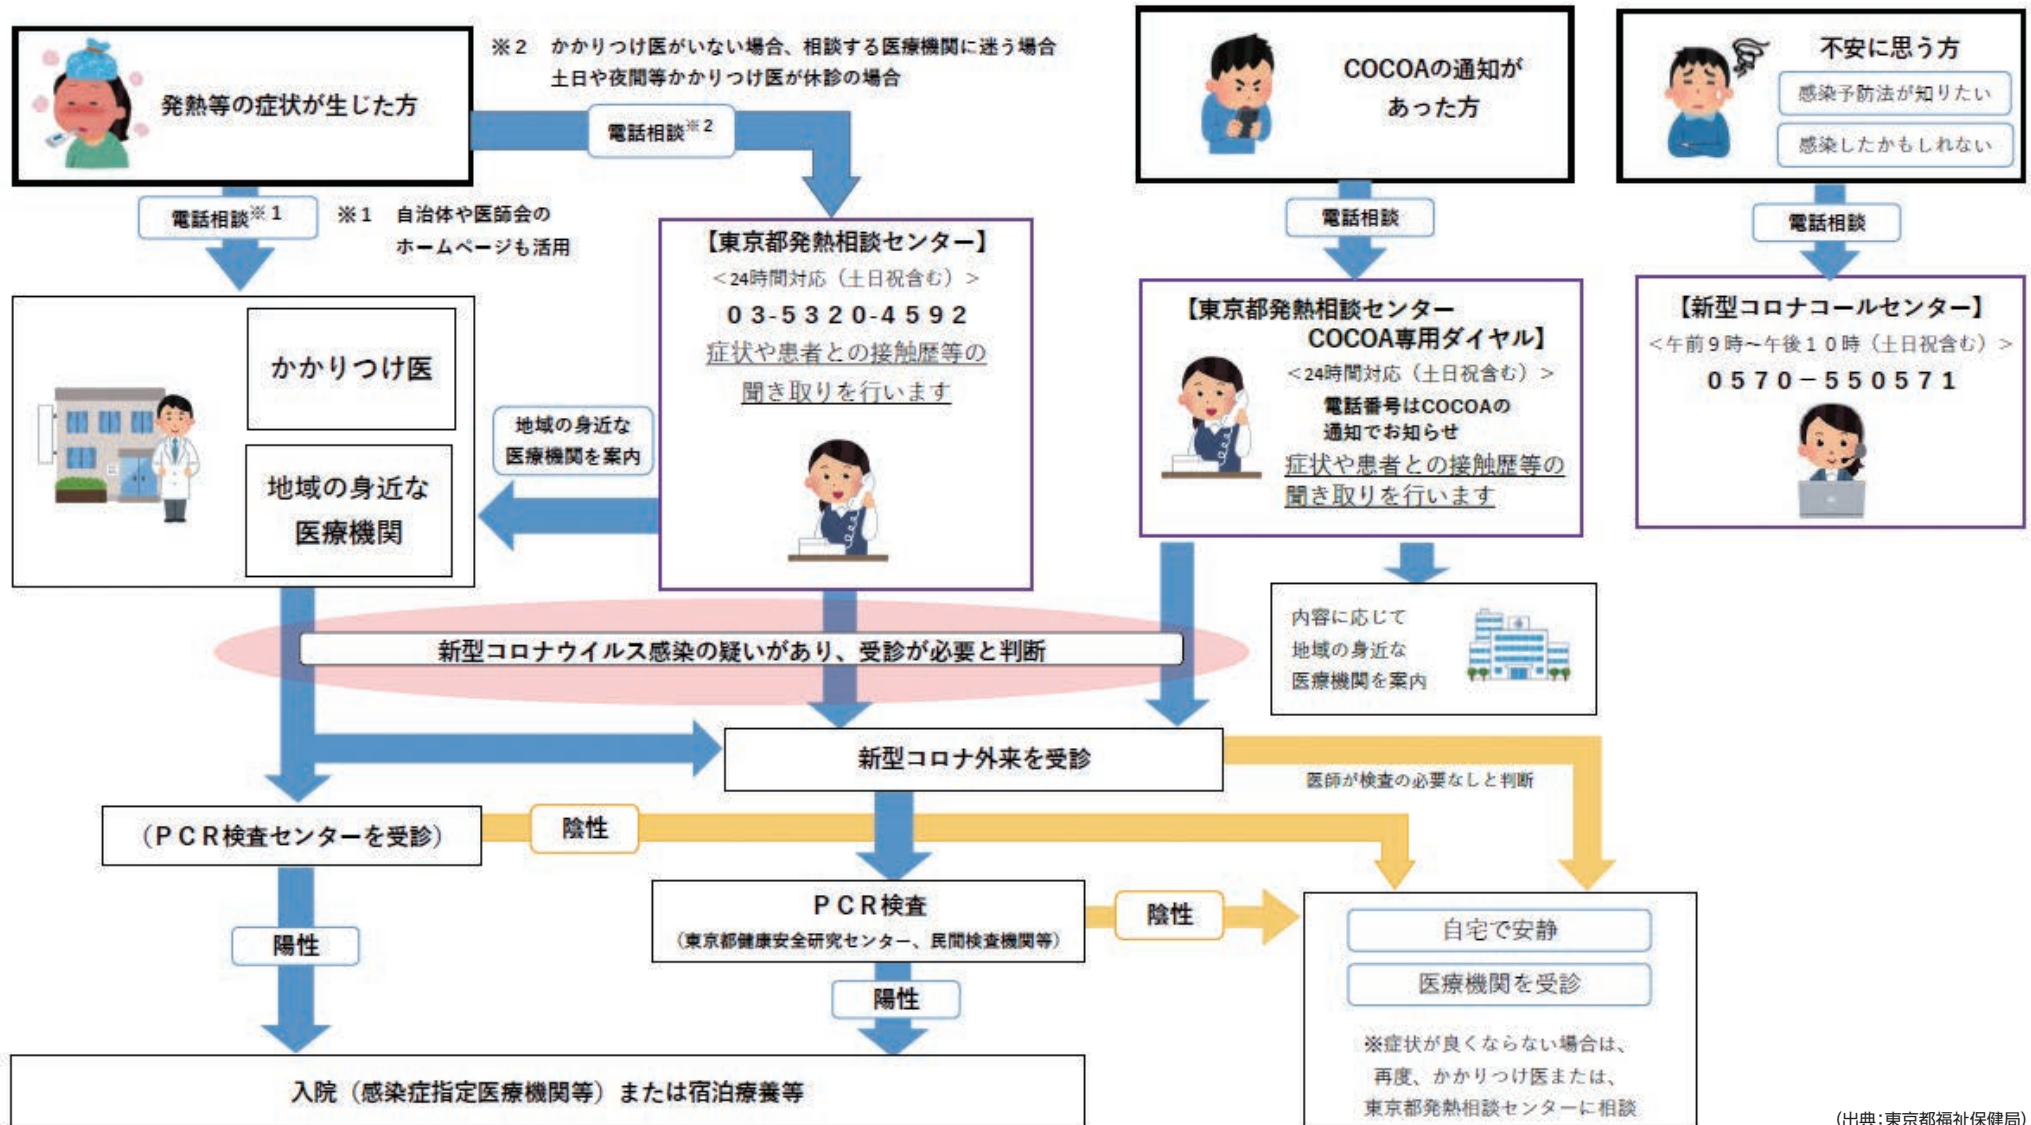 発熱等の症状が生じた方
※2 かかりつけ医がいない場合、相談する医療機関に迷う場合
土日や夜間等かかりつけ医が休診の場合
電話相談※2
電話相談※1
※1 自治体や医師会の
ホームページも活用
かかりつけ医
地域の身近な
医療機関
【東京都発熱相談センター】
＜24時間対応（土日祝含む）＞
03-5320-4592
症状や患者との接触歴等の
聞き取りを行います
地域の身近な
医療機関を案内
COCOAの通知が
あった方
電話相談
【東京都発熱相談センター
COCOA専用ダイヤル】
＜24時間対応（土日祝含む）＞
電話番号はCOCOAの
通知でお知らせ
症状や患者との接触歴等の
聞き取りを行います
内容に応じて
地域の身近な
医療機関を案内
不安に思う方
感染予防法が知りたい
感染したかもしれない
電話相談
【新型コロナコールセンター】
＜午前9時～午後10時（土日祝含む）＞
0570－550571
新型コロナウイルス感染の疑いがあり、受診が必要と判断
新型コロナ外来を受診
医師が検査の必要なしと判断
（PCR検査センターを受診）
陰性
陽性
PCR検査
（東京都健康安全研究センター、民間検査機関等）
陰性
陽性
入院（感染症指定医療機関等）または宿泊療養等
自宅で安静
医療機関を受診
※症状が良くならない場合は、
再度、かかりつけ医または、
東京都発熱相談センターに相談
(出典：東京都福祉保健局)